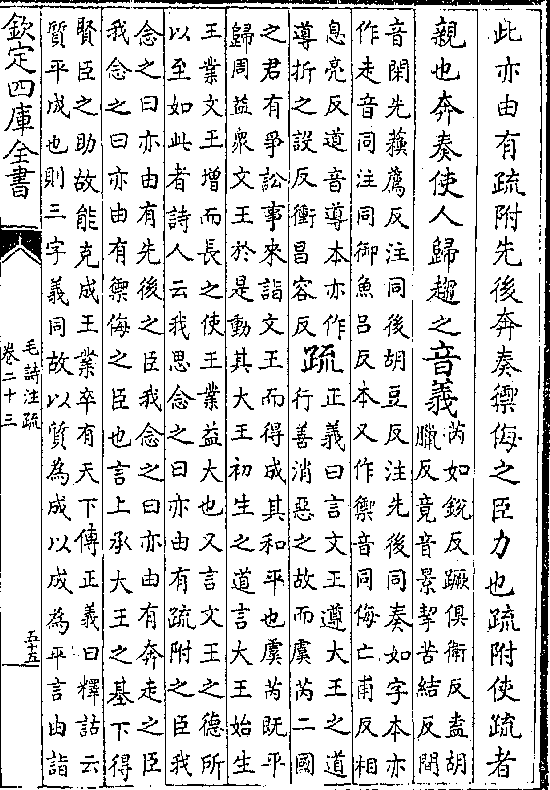 此亦由有疏附先後奔奏禦侮之臣力也疏附使疏者
親也奔奏使人歸趨之音義芮如銳反蹶俱衛反盍胡
臘反竟音景挈苦結反閒
音閑先蘓薦反注同後胡豆反注先後同奏如字本亦
作走音同注同御魚呂反本又作禦音同侮亡甫反相
息亮反道音導本亦作
導折之設反衝昌容反疏正義曰言文王遵大王之道
行善消惡之故而虞芮二國
之君有爭訟事來詣文王而得成其和平也虞芮既平
歸周益衆文王於是動其大王初生之道言大王始生
王業文王增而長之使王業益大也又言文王之德所
以至如此者詩人云我思念之曰亦由有疏附之臣我
念之曰亦由有先後之臣我念之曰亦由有奔走之臣
我念之曰亦由有禦侮之臣也言上承大王之基下得
賢臣之助故能克成王業卒有天下傳正義曰釋詁云
質平成也則三字義同故以質為成以成為平言由詣
欽定四庫全書
毛詩注疏
卷二十三
五十五